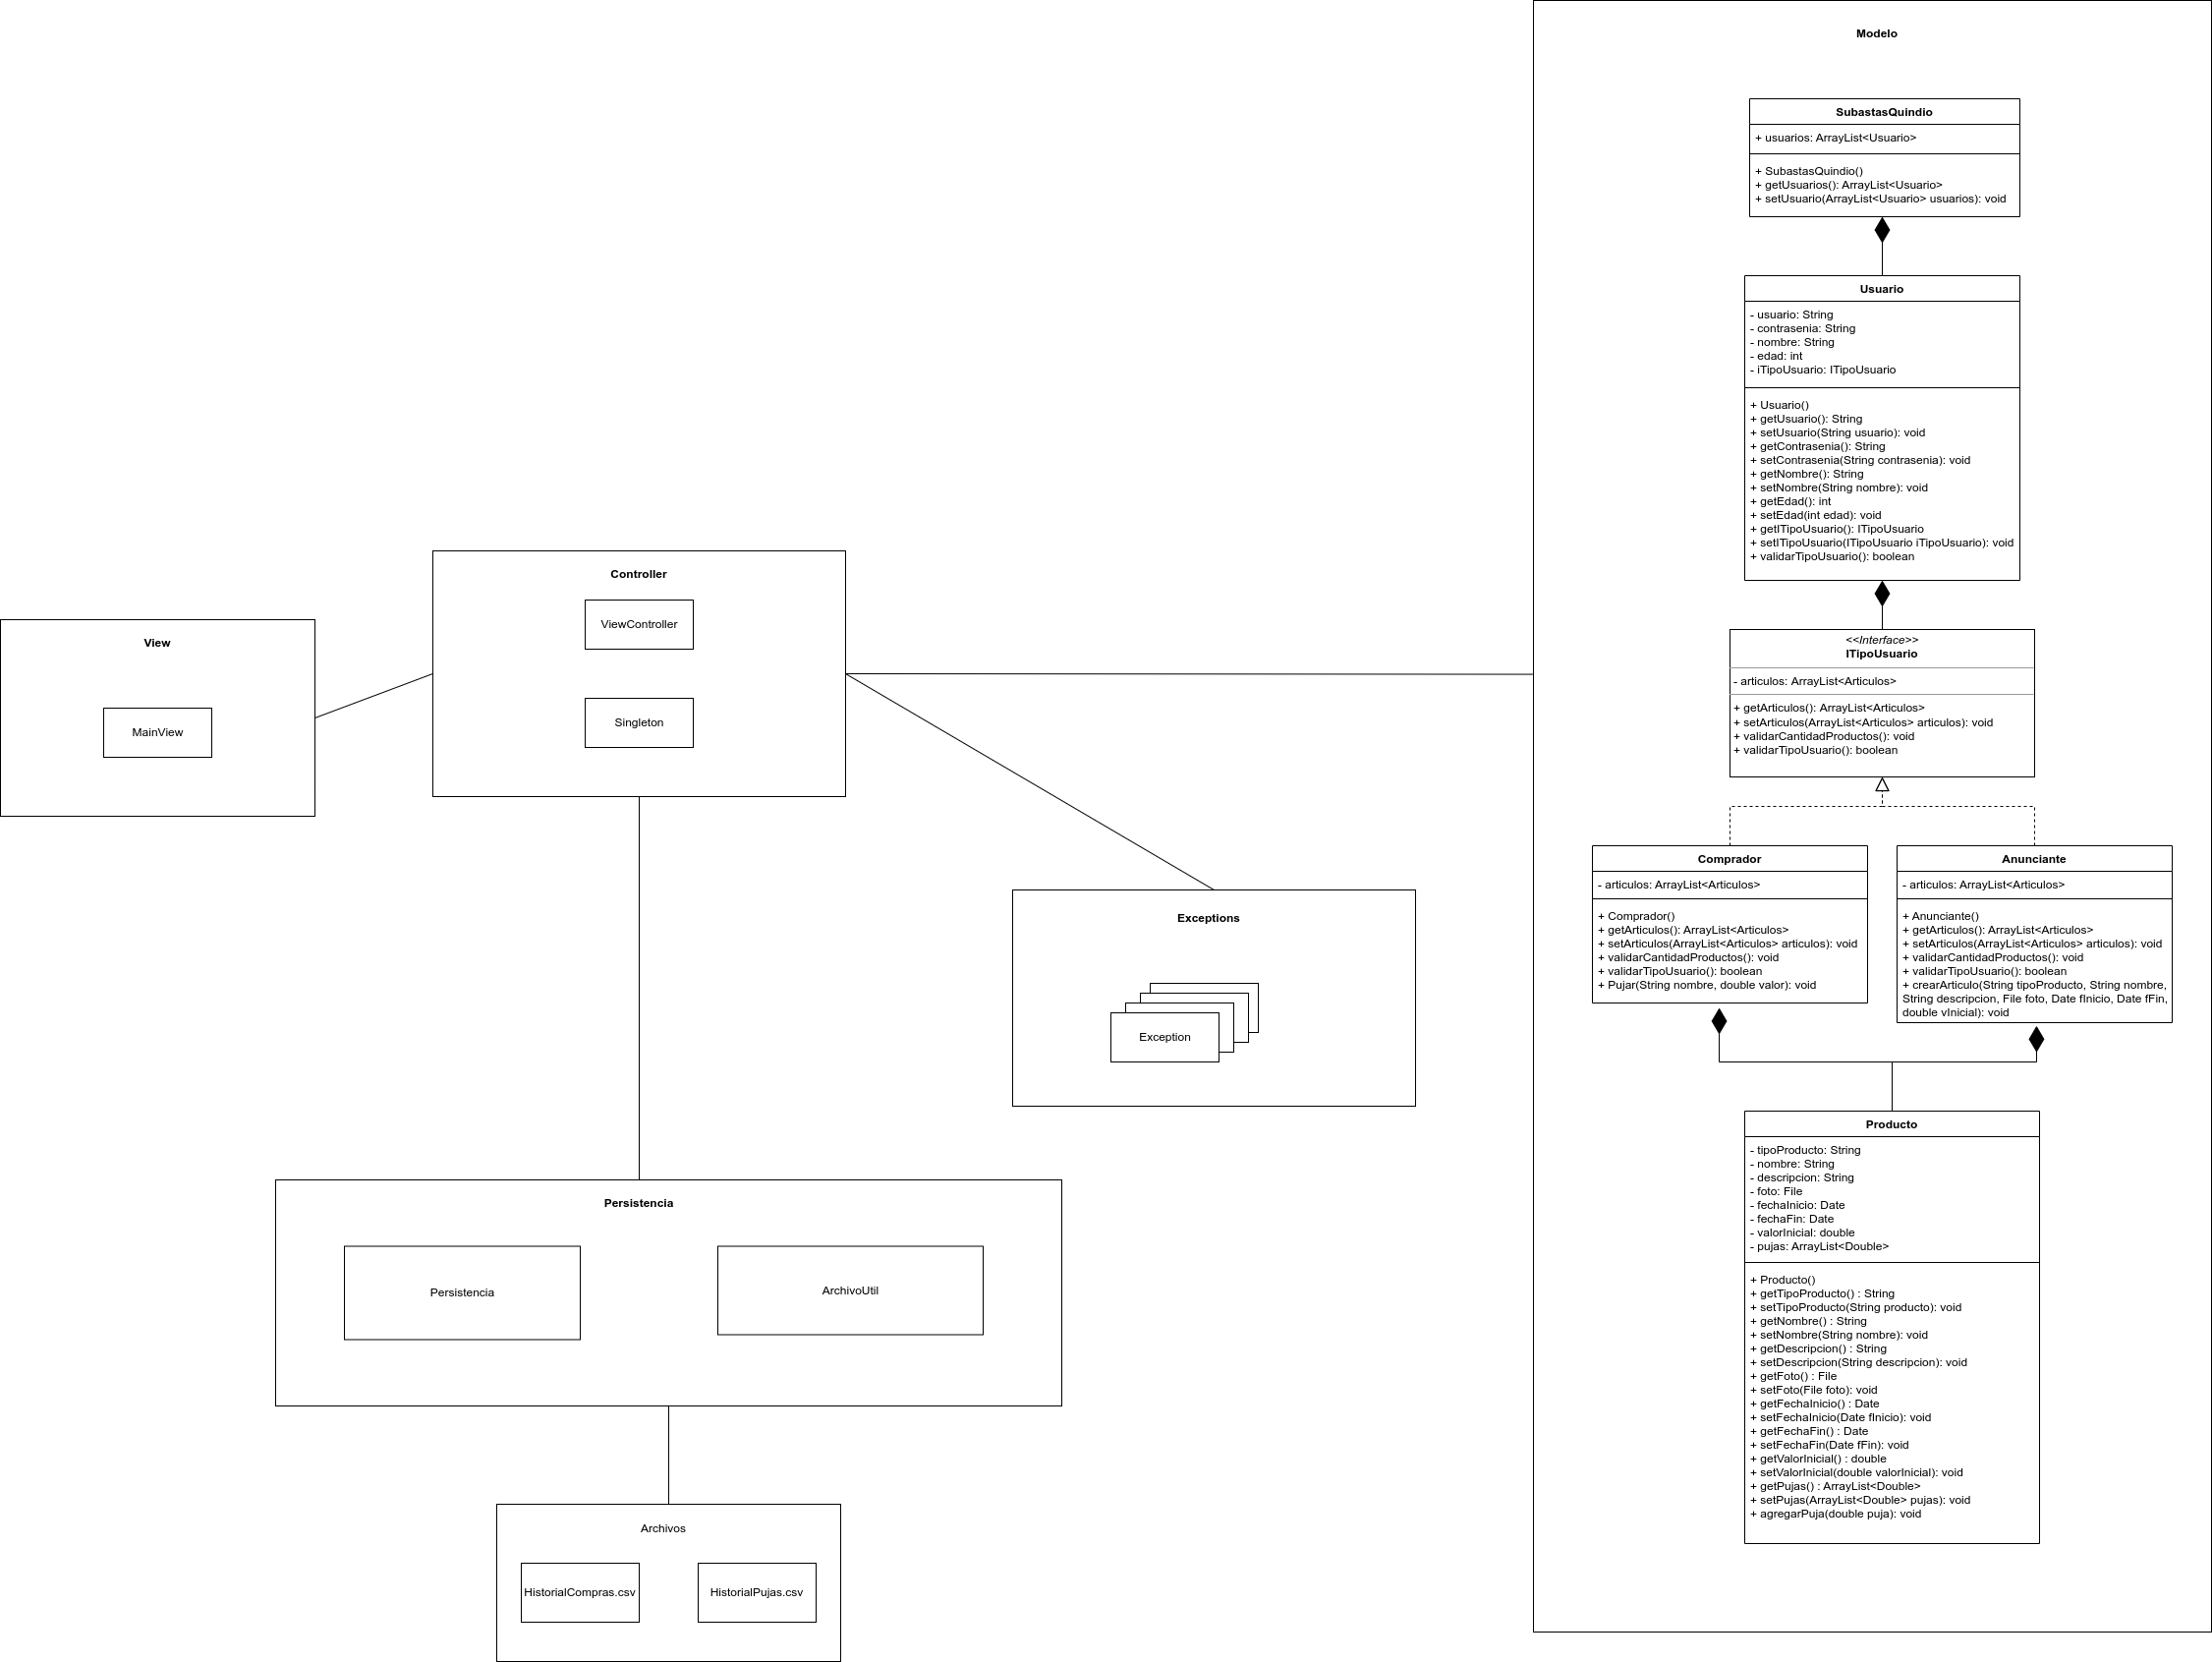 Modelo
SubastasQuindio
+ usuarios: ArrayList<Usuario>
+ SubastasQuindio()
+ getUsuarios(): ArrayList<Usuario>
+ setUsuario(ArrayList<Usuario> usuarios): void
Usuario
- usuario: String
- contrasenia: String
- nombre: String
- edad: int
- iTipoUsuario: ITipoUsuario
+ Usuario()
+ getUsuario(): String
+ setUsuario(String usuario): void
+ getContrasenia(): String
+ setContrasenia(String contrasenia): void
+ getNombre(): String
+ setNombre(String nombre): void
+ getEdad(): int
+ setEdad(int edad): void
+ getITipoUsuario(): ITipoUsuario
+ setITipoUsuario(ITipoUsuario iTipoUsuario): void
+ validarTipoUsuario(): boolean
<<Interface>>
ITipoUsuario
- articulos: ArrayList<Articulos>
+ getArticulos(): ArrayList<Articulos>
+ setArticulos(ArrayList<Articulos> articulos): void
+ validarCantidadProductos(): void
+ validarTipoUsuario(): boolean
Comprador
- articulos: ArrayList<Articulos>
+ Comprador()
+ getArticulos(): ArrayList<Articulos>
+ setArticulos(ArrayList<Articulos> articulos): void
+ validarCantidadProductos(): void
+ validarTipoUsuario(): boolean
+ Pujar(String nombre, double valor): void
Anunciante
- articulos: ArrayList<Articulos>
+ Anunciante()
+ getArticulos(): ArrayList<Articulos>
+ setArticulos(ArrayList<Articulos> articulos): void
+ validarCantidadProductos(): void
+ validarTipoUsuario(): boolean
+ crearArticulo(String tipoProducto, String nombre,
String descripcion, File foto, Date fInicio, Date fFin,
double vInicial): void
Producto
- tipoProducto: String
- nombre: String
- descripcion: String
- foto: File
- fechaInicio: Date
- fechaFin: Date
- valorInicial: double
- pujas: ArrayList<Double>
+ Producto()
+ getTipoProducto() : String
+ setTipoProducto(String producto): void
+ getNombre() : String
+ setNombre(String nombre): void
+ getDescripcion() : String
+ setDescripcion(String descripcion): void
+ getFoto() : File
+ setFoto(File foto): void
+ getFechaInicio() : Date
+ setFechaInicio(Date fInicio): void
+ getFechaFin() : Date
+ setFechaFin(Date fFin): void
+ getValorInicial() : double
+ setValorInicial(double valorInicial): void
+ getPujas() : ArrayList<Double>
+ setPujas(ArrayList<Double> pujas): void
+ agregarPuja(double puja): void
View
MainView
Controller
ViewController
Singleton
Exceptions
Exception
Persistencia
Persistencia
ArchivoUtil
Archivos
HistorialCompras.csv
HistorialPujas.csv